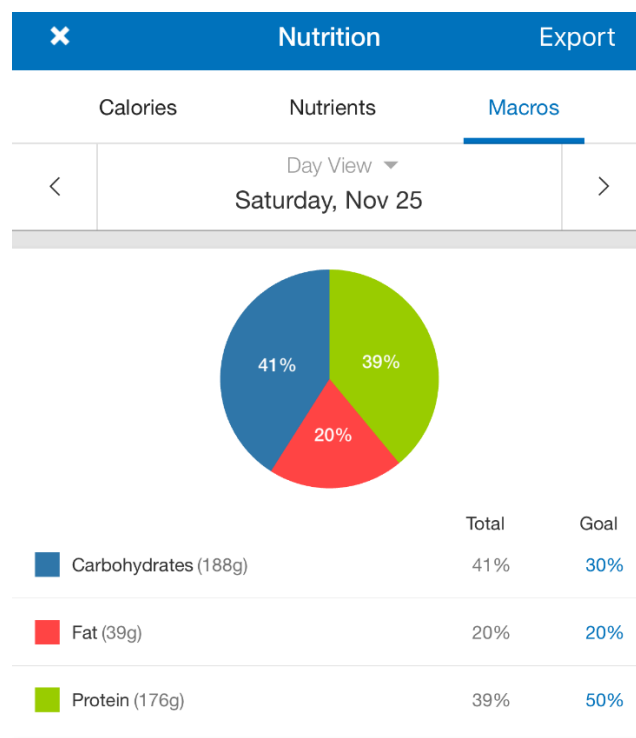 × Nutrition Export
Calories Nutrients Macros
Day View
Saturday, Nov 25
41% 39%
20%
Total Goal
Carbohydrates (188g) 41% 30%
Fat (39g) 20% 20%
Protein (176g) 39% 50%